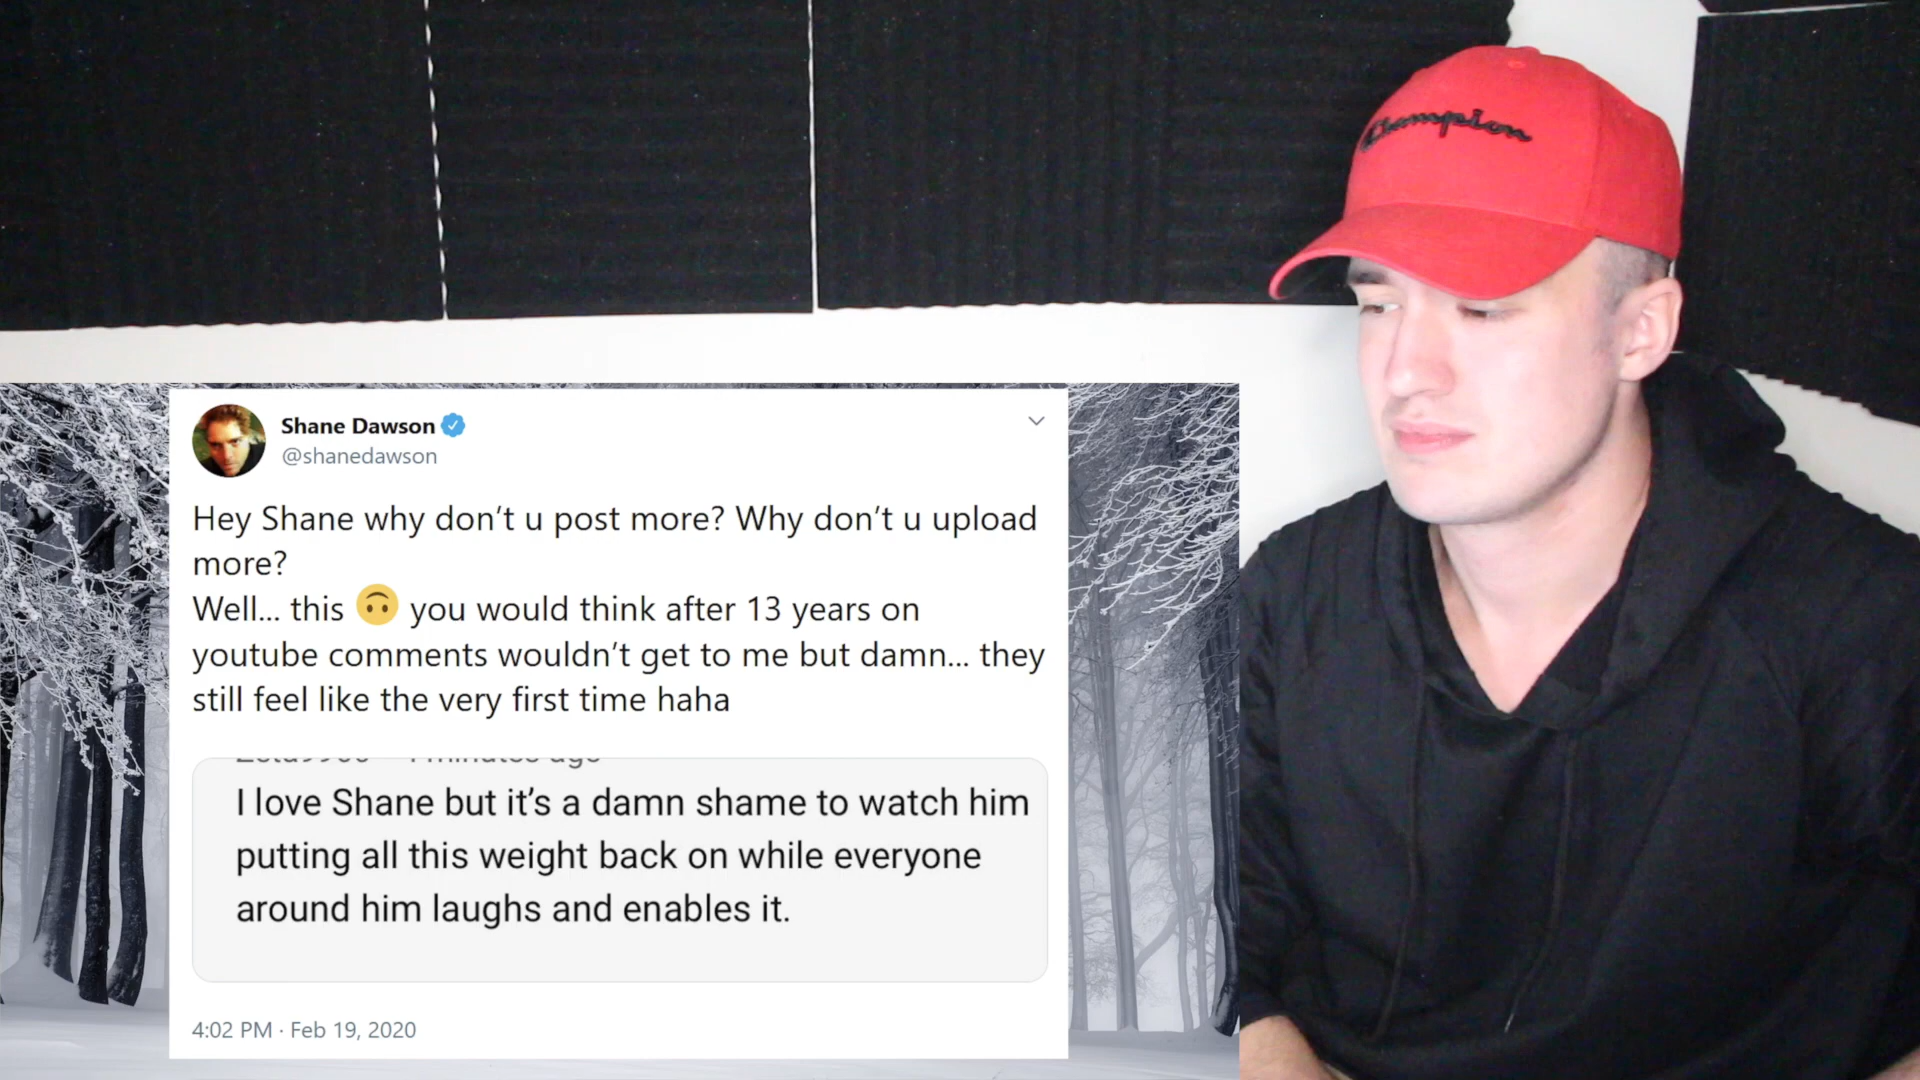 Champion
Shane Dawson
@shanedawson
Hey Shane why don't u post more? Why don't u upload
more?
Well... this 🙃 you would think after 13 years on
youtube comments wouldn't get to me but damn... they
still feel like the very first time haha
minutes ago
I love Shane but it's a damn shame to watch him
putting all this weight back on while everyone
around him laughs and enables it.
4:02 PM · Feb 19, 2020